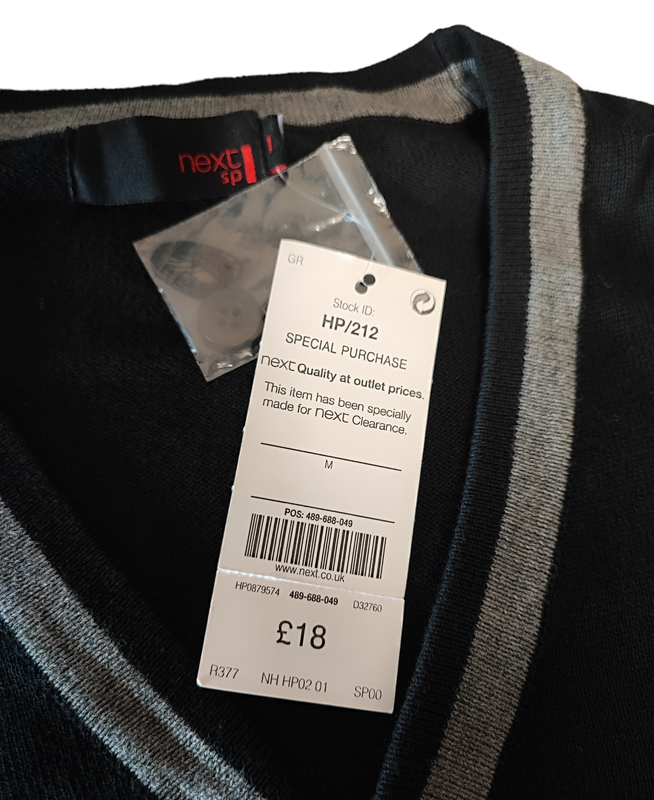 next
sp
GR
Stock ID:
HP/212
SPECIAL PURCHASE
next Quality at outlet prices.
This item has been specially
made for next Clearance.
M
POS: 489-688-049
www.next.co.uk
HP0879574 489-688-049 D32760
£18
R377 NH HP02 01 SP00